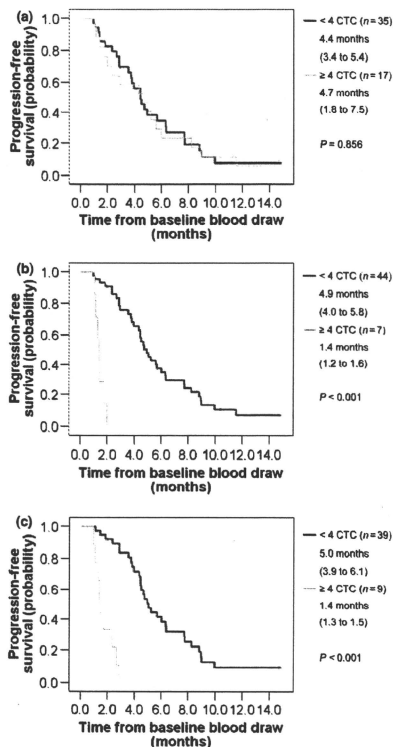 (a)
Progression-free
survival (probability)
1.0
0.8
0.6
0.4
0.2
0.0
0.0 2.0 4.0 6.0 8.0 10.0 12.0 14.0
Time from baseline blood draw
(months)
< 4 CTC (n=35)
4.4 months
(3.4 to 5.4)
≥ 4 CTC (n=17)
4.7 months
(1.8 to 7.5)
P = 0.856
(b)
Progression-free
survival (probability)
1.0
0.8
0.6
0.4
0.2
0.0
0.0 2.0 4.0 6.0 8.0 10.0 12.0 14.0
Time from baseline blood draw
(months)
< 4 CTC (n=44)
4.9 months
(4.0 to 5.8)
≥ 4 CTC (n=7)
1.4 months
(1.2 to 1.6)
P < 0.001
(c)
Progression-free
survival (probability)
1.0
0.8
0.6
0.4
0.2
0.0
0.0 2.0 4.0 6.0 8.0 10.0 12.0 14.0
Time from baseline blood draw
(months)
< 4 CTC (n=39)
5.0 months
(3.9 to 6.1)
≥ 4 CTC (n=9)
1.4 months
(1.3 to 1.5)
P < 0.001